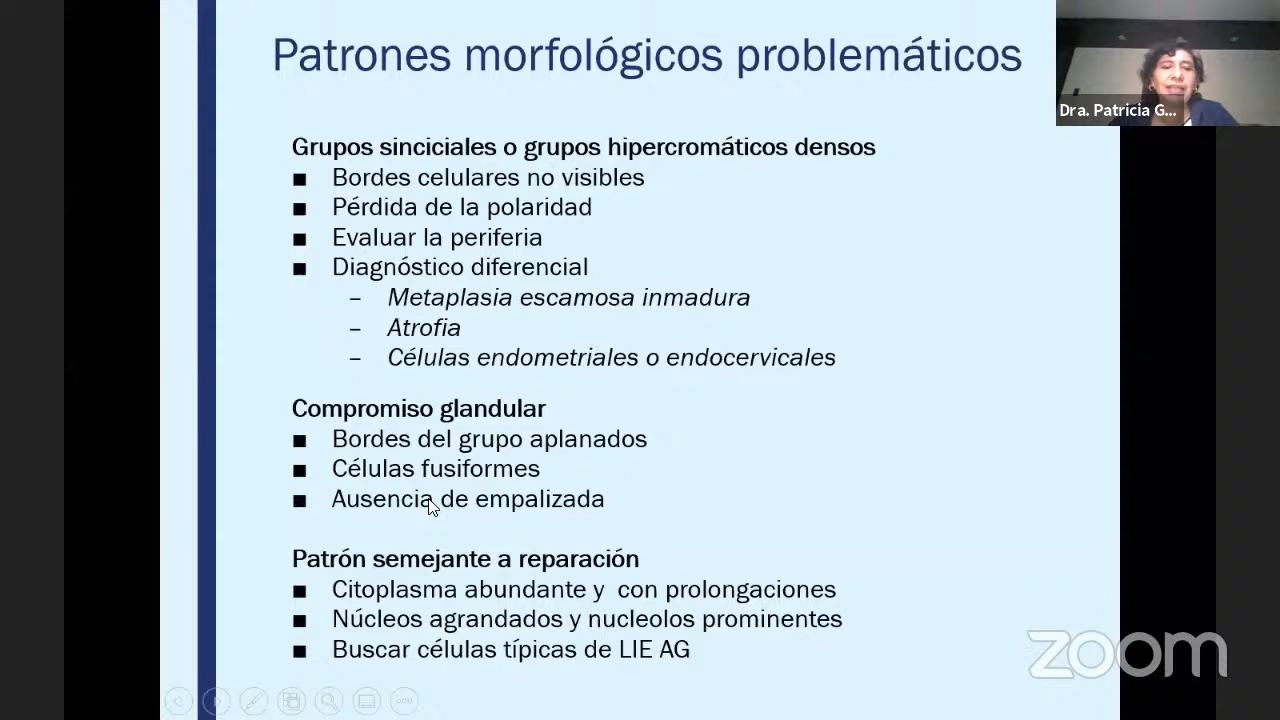 Patrones morfológicos problemáticos
Dra. Patricia G...
Grupos sinciciales o grupos hipercromáticos densos
■ Bordes celulares no visibles
■ Pérdida de la polaridad
■ Evaluar la periferia
■ Diagnóstico diferencial
– Metaplasia escamosa inmadura
– Atrofia
– Células endometriales o endocervicales
Compromiso glandular
■ Bordes del grupo aplanados
■ Células fusiformes
■ Ausencia de empalizada
Patrón semejante a reparación
■ Citoplasma abundante y con prolongaciones
■ Núcleos agrandados y nucleolos prominentes
■ Buscar células típicas de LIE AG
zoom